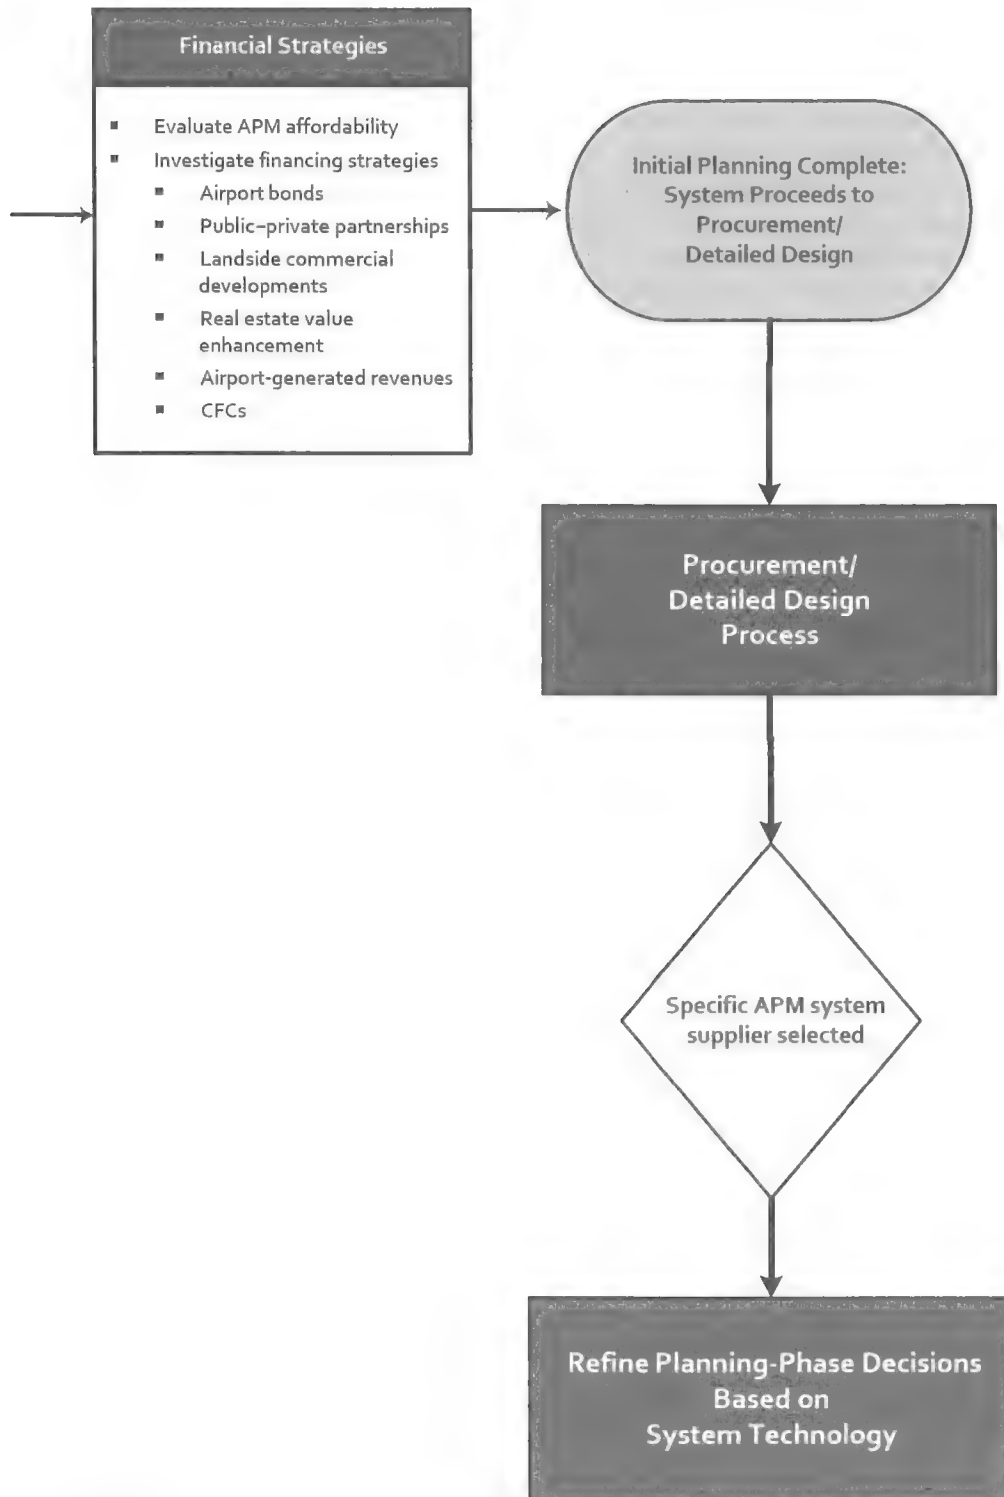 Financial Strategies
▪ Evaluate APM affordability
▪ Investigate financing strategies
▪ Airport bonds
▪ Public–private partnerships
▪ Landside commercial
developments
▪ Real estate value
enhancement
▪ Airport-generated revenues
▪ CFCs
Initial Planning Complete:
System Proceeds to
Procurement/
Detailed Design
Procurement/
Detailed Design
Process
Specific APM system
supplier selected
Refine Planning-Phase Decisions
Based on
System Technology